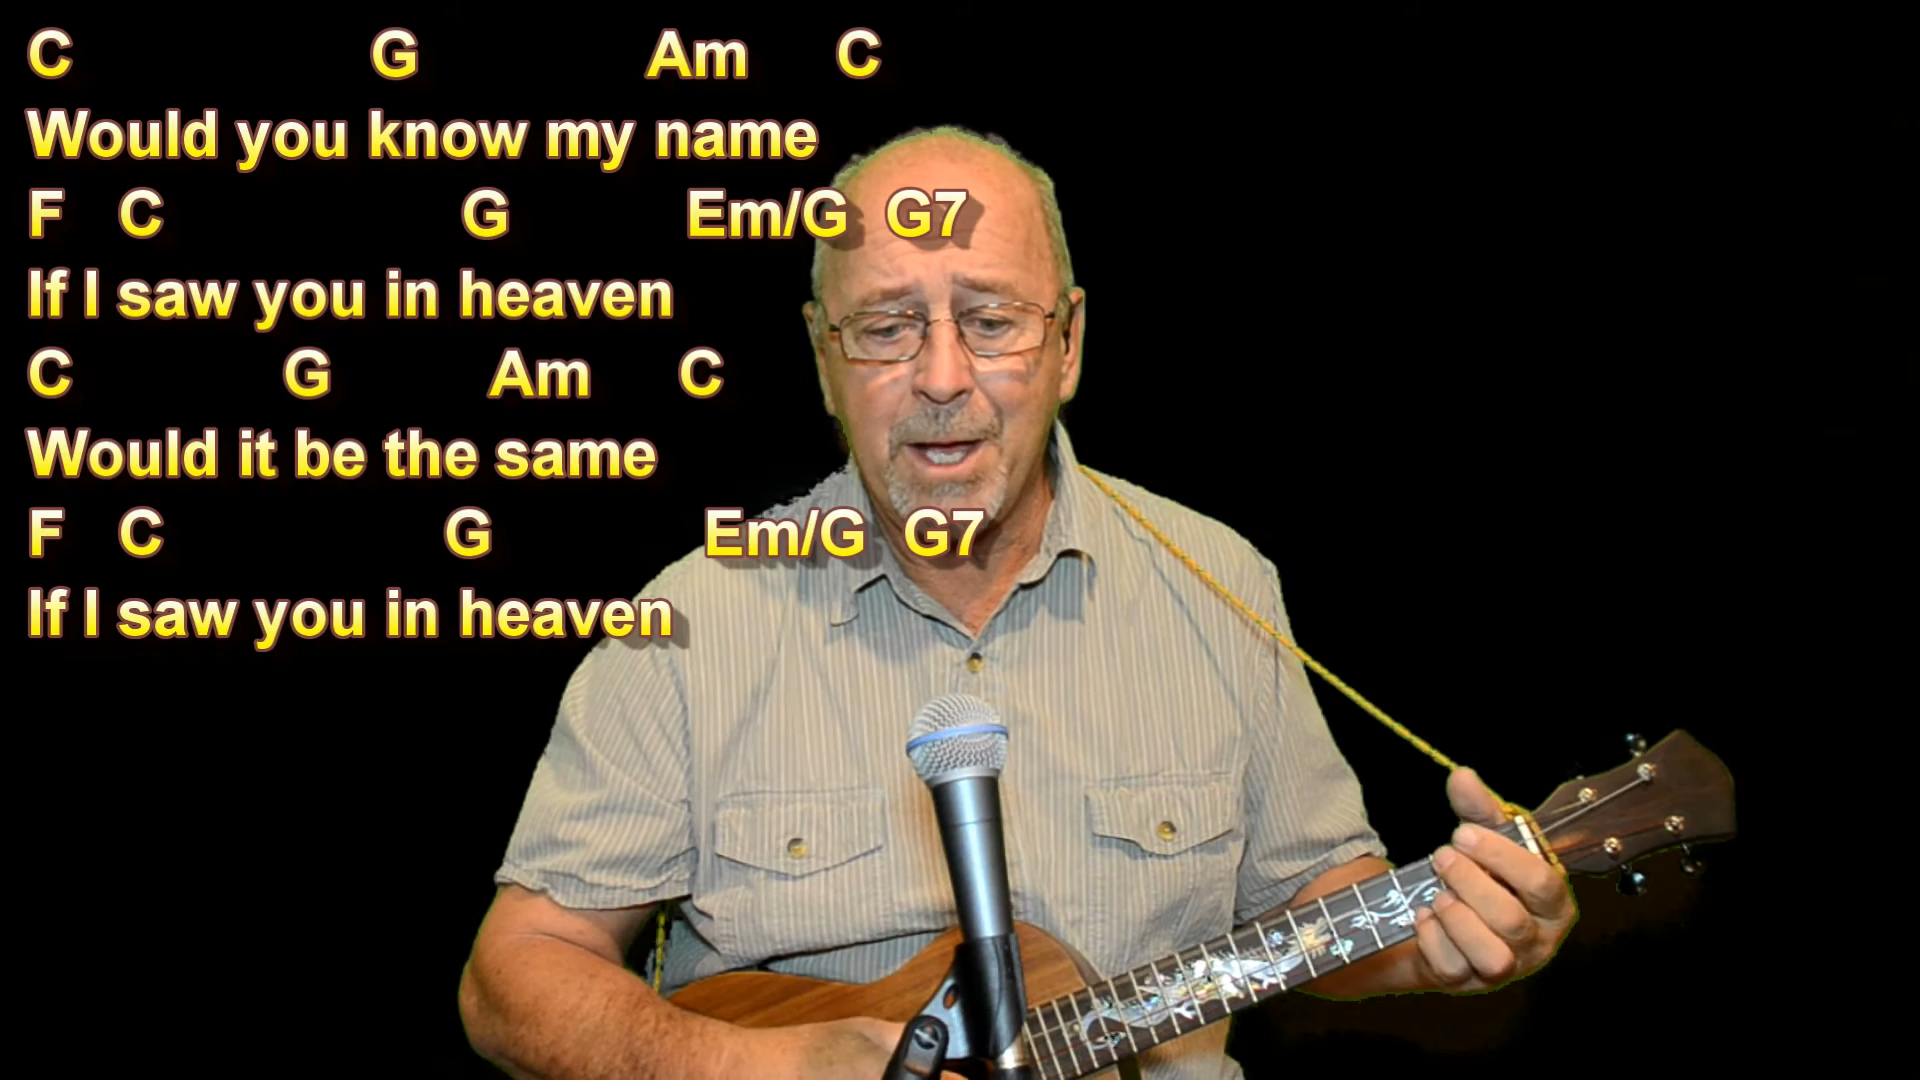 C G Am C
Would you know my name
F C G Em/G G7
If I saw you in heaven
C G Am C
Would it be the same
F C G Em/G G7
If I saw you in heaven